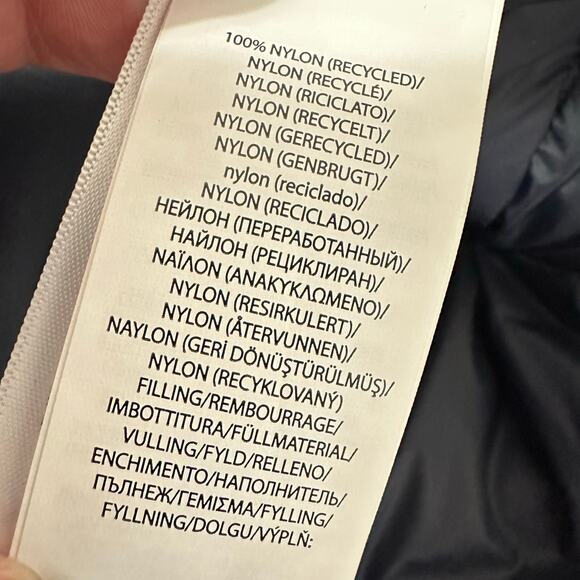 100% NYLON (RECYCLED)/
NYLON (RECYCLÉ)/
NYLON (RICICLATO)/
NYLON (RECYCELT)/
NYLON (GERECYCLED)/
NYLON (GENBRUGT)/
nylon (reciclado)/
NYLON (RECICLADO)/
НЕЙЛОН (ПЕРЕРАБОТАННЫЙ)/
НАЙЛОН (РЕЦИКЛИРАН)/
ΝΑΪΛΟΝ (ΑΝΑΚΥΚΛΩΜΕΝΟ)/
NYLON (RESIRKULERT)/
NYLON (ÅTERVUNNEN)/
NAYLON (GERİ DÖNÜŞTÜRÜLMÜŞ)/
NYLON (RECYKLOVANÝ)
FILLING/REMBOURRAGE/
IMBOTTITURA/FÜLLMATERIAL/
VULLING/FYLD/RELLENO/
ENCHIMENTO/НАПОЛНИТЕЛЬ/
ПЪЛНЕЖ/ΓΕΜΙΣΜΑ/FYLLING/
FYLLNING/DOLGU/VÝPLŇ: